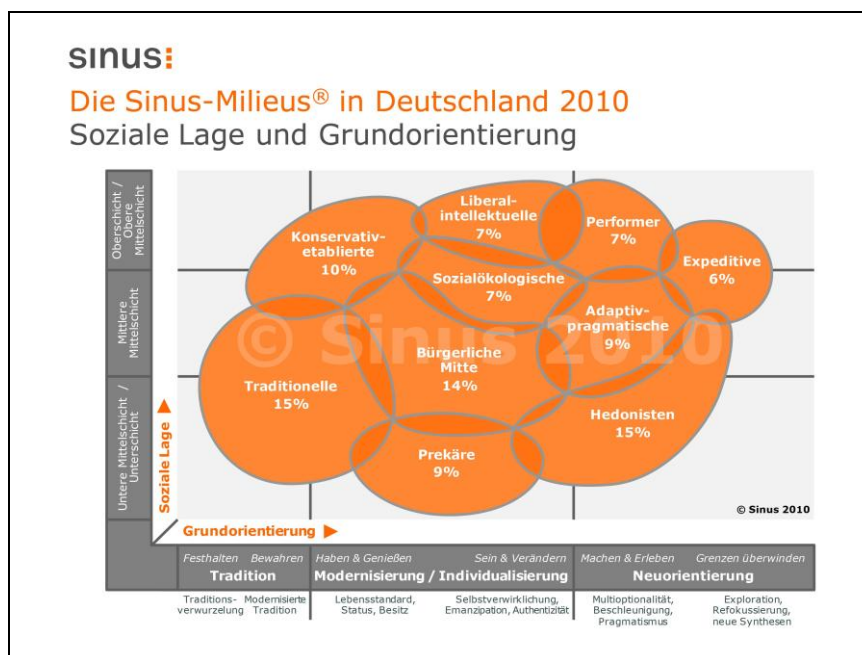 sinus:
Die Sinus-Milieus® in Deutschland 2010
Soziale Lage und Grundorientierung
Oberschicht /
Obere
Mittelschicht
Mittlere
Mittelschicht
Untere Mittelschicht /
Unterschicht
Soziale Lage ▶
Konservativ-
etablierte
10%
Liberal-
intellektuelle
7%
Performer
7%
Expeditive
6%
Sozialökologische
7%
Adaptiv-
pragmatische
9%
© Sinus 2010
Bürgerliche
Mitte
14%
Traditionelle
15%
Hedonisten
15%
Prekäre
9%
© Sinus 2010
Grundorientierung ▶
Festhalten Bewahren
Tradition
Haben & Genießen Sein & Verändern
Modernisierung / Individualisierung
Machen & Erleben Grenzen überwinden
Neuorientierung
Traditions-
verwurzelung
Modernisierte
Tradition
Lebensstandard,
Status, Besitz
Selbstverwirklichung,
Emanzipation, Authentizität
Multioptionalität,
Beschleunigung,
Pragmatismus
Exploration,
Refokussierung,
neue Synthesen